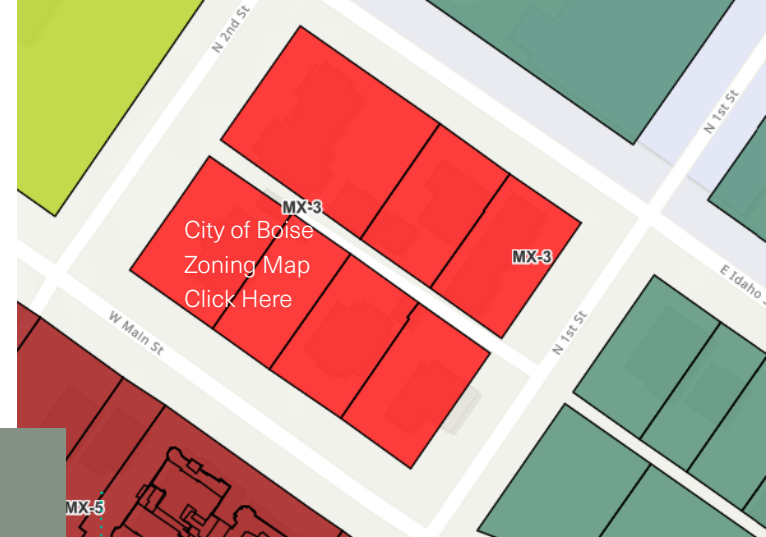 N 2nd St
N 1st St
MX-3
City of Boise
Zoning Map
Click Here
MX-3
E Idaho
W Main St
N 1st St
MX-5